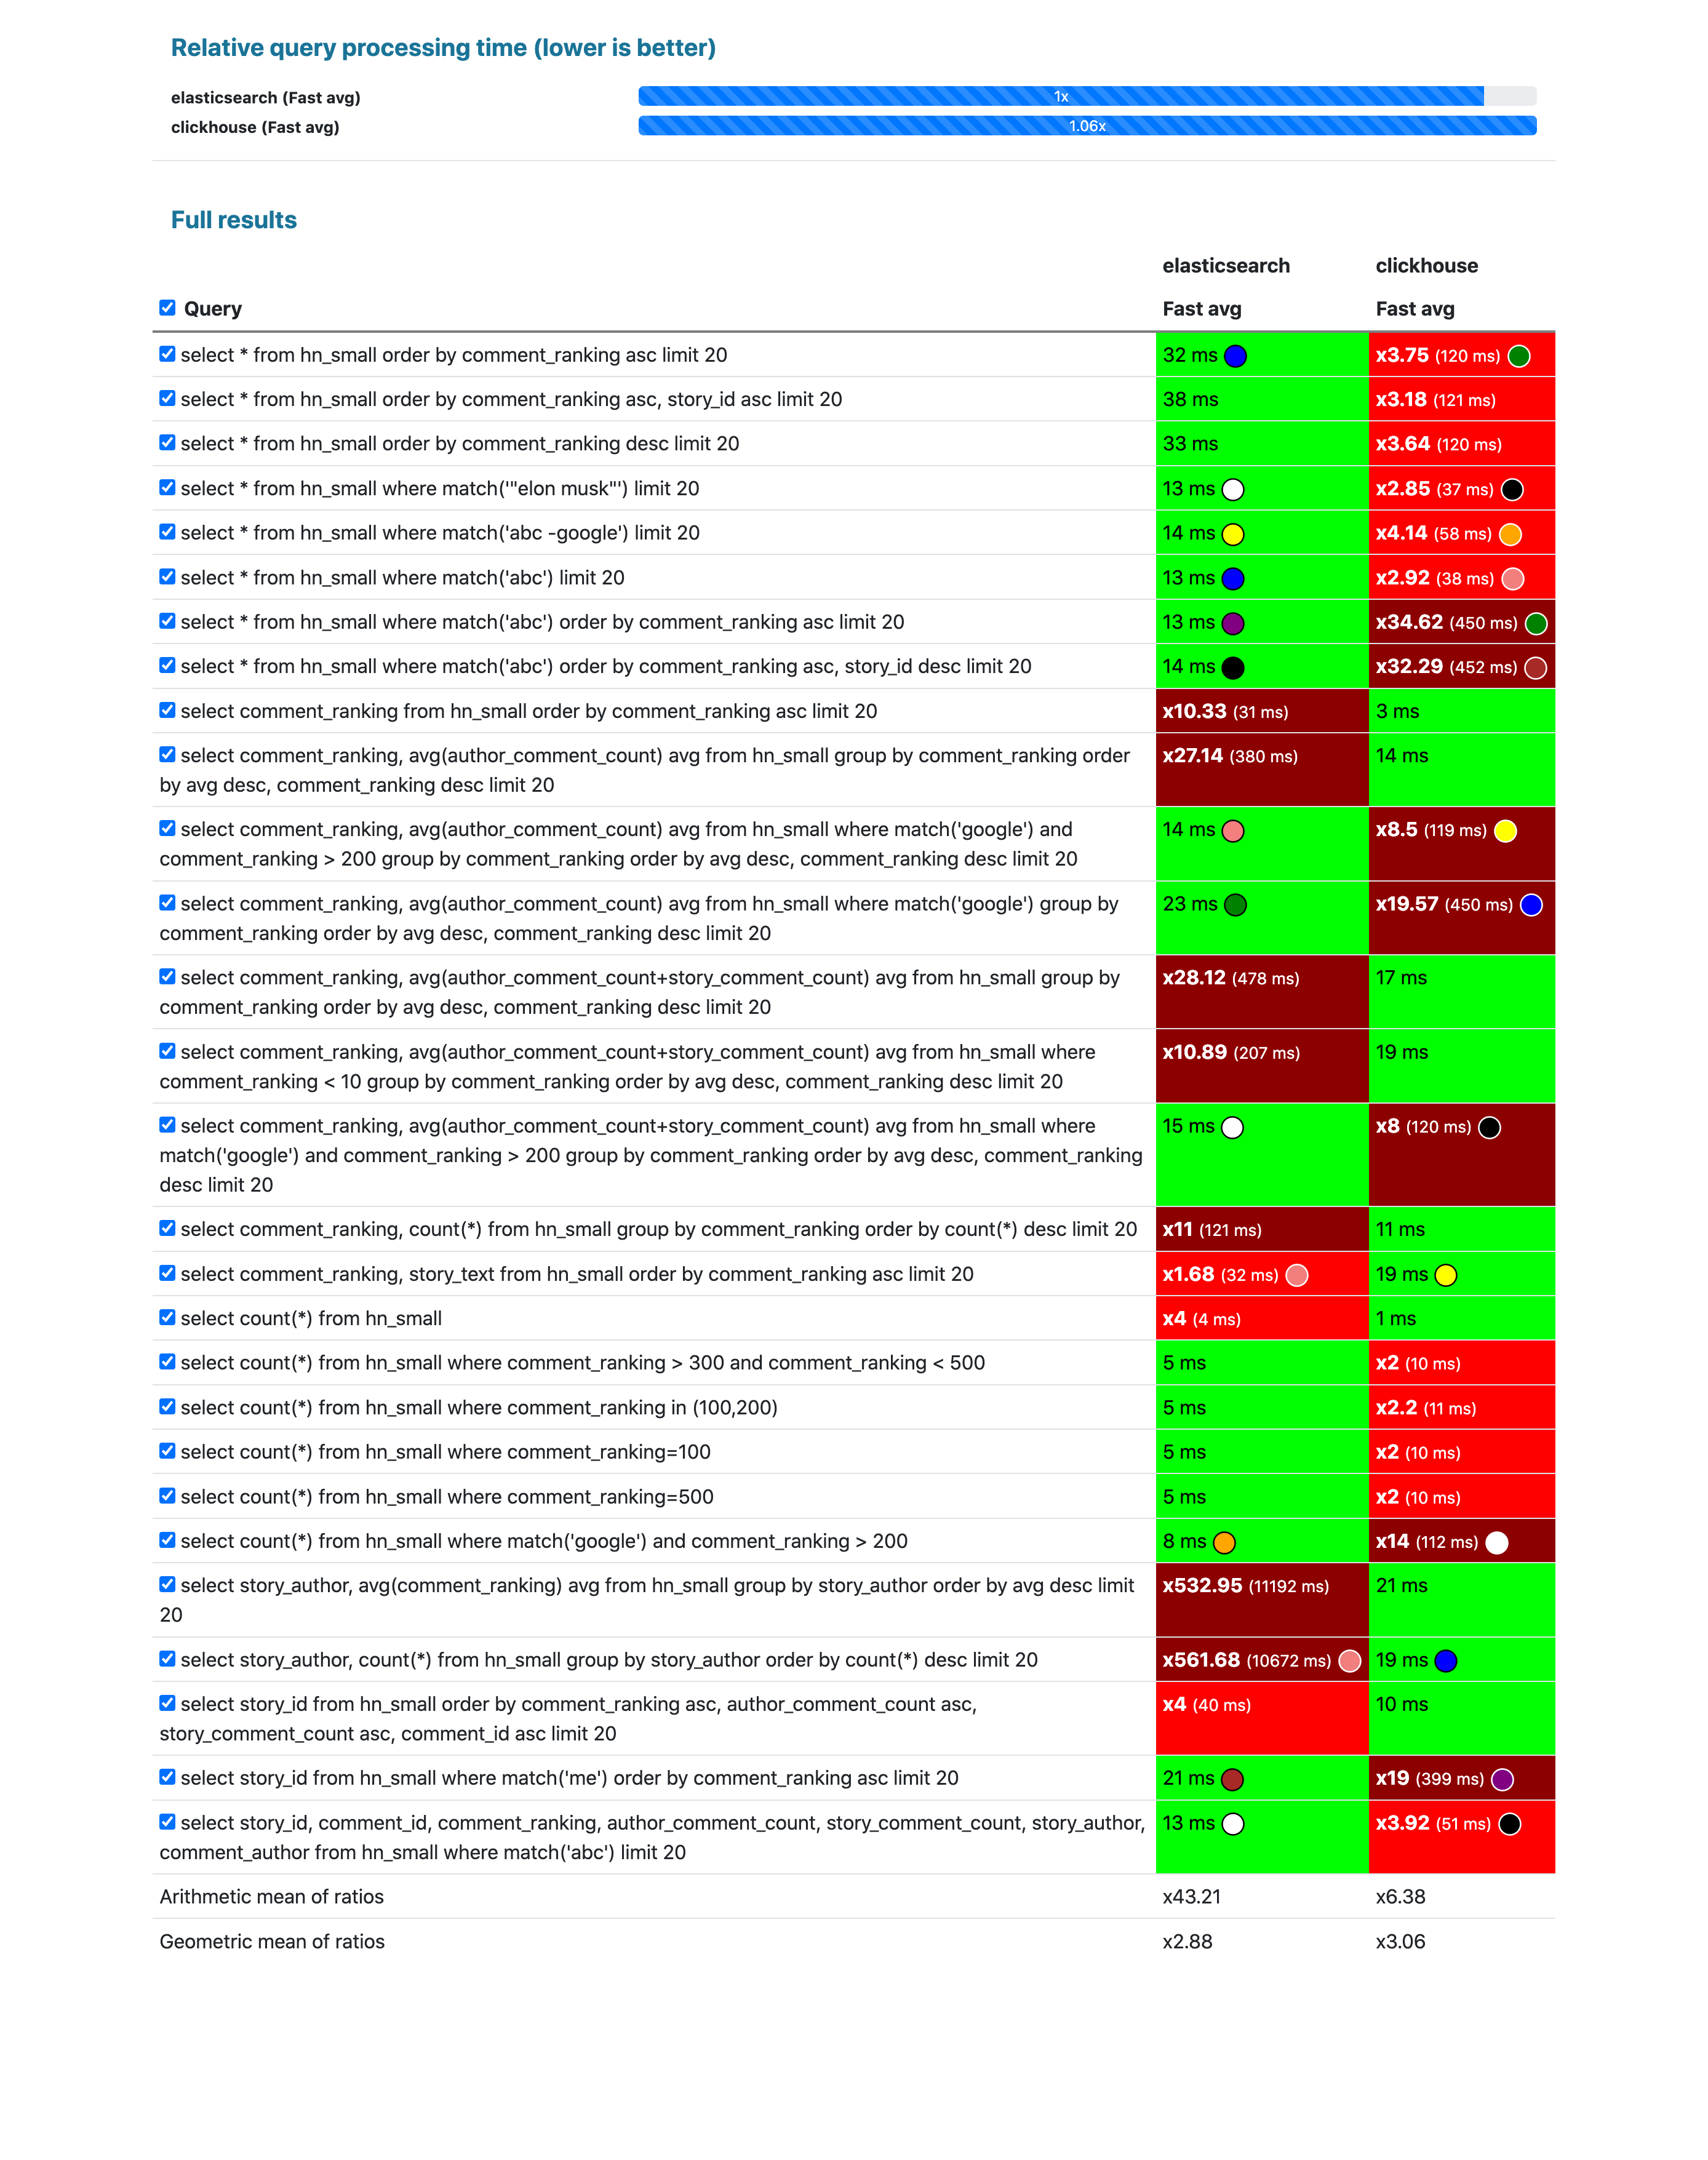 Relative query processing time (lower is better)
elasticsearch (Fast avg)
1x
clickhouse (Fast avg)
1.06x
Full results
elasticsearch clickhouse
Query Fast avg Fast avg
select * from hn_small order by comment_ranking asc limit 20 32 ms x3.75 (120 ms)
select * from hn_small order by comment_ranking asc, story_id asc limit 20 38 ms x3.18 (121 ms)
select * from hn_small order by comment_ranking desc limit 20 33 ms x3.64 (120 ms)
select * from hn_small where match('"elon musk"') limit 20 13 ms x2.85 (37 ms)
select * from hn_small where match('abc -google') limit 20 14 ms x4.14 (58 ms)
select * from hn_small where match('abc') limit 20 13 ms x2.92 (38 ms)
select * from hn_small where match('abc') order by comment_ranking asc limit 20 13 ms x34.62 (450 ms)
select * from hn_small where match('abc') order by comment_ranking asc, story_id desc limit 20 14 ms x32.29 (452 ms)
select comment_ranking from hn_small order by comment_ranking asc limit 20 x10.33 (31 ms) 3 ms
select comment_ranking, avg(author_comment_count) avg from hn_small group by comment_ranking order x27.14 (380 ms) 14 ms
by avg desc, comment_ranking desc limit 20
select comment_ranking, avg(author_comment_count) avg from hn_small where match('google') and 14 ms x8.5 (119 ms)
comment_ranking > 200 group by comment_ranking order by avg desc, comment_ranking desc limit 20
select comment_ranking, avg(author_comment_count) avg from hn_small where match('google') group by 23 ms x19.57 (450 ms)
comment_ranking order by avg desc, comment_ranking desc limit 20
select comment_ranking, avg(author_comment_count+story_comment_count) avg from hn_small group by x28.12 (478 ms) 17 ms
comment_ranking order by avg desc, comment_ranking desc limit 20
select comment_ranking, avg(author_comment_count+story_comment_count) avg from hn_small where x10.89 (207 ms) 19 ms
comment_ranking < 10 group by comment_ranking order by avg desc, comment_ranking desc limit 20
select comment_ranking, avg(author_comment_count+story_comment_count) avg from hn_small where 15 ms x8 (120 ms)
match('google') and comment_ranking > 200 group by comment_ranking order by avg desc, comment_ranking
desc limit 20
select comment_ranking, count(*) from hn_small group by comment_ranking order by count(*) desc limit 20 x11 (121 ms) 11 ms
select comment_ranking, story_text from hn_small order by comment_ranking asc limit 20 x1.68 (32 ms) 19 ms
select count(*) from hn_small x4 (4 ms) 1 ms
select count(*) from hn_small where comment_ranking > 300 and comment_ranking < 500 5 ms x2 (10 ms)
select count(*) from hn_small where comment_ranking in (100,200) 5 ms x2.2 (11 ms)
select count(*) from hn_small where comment_ranking=100 5 ms x2 (10 ms)
select count(*) from hn_small where comment_ranking=500 5 ms x2 (10 ms)
select count(*) from hn_small where match('google') and comment_ranking > 200 8 ms x14 (112 ms)
select story_author, avg(comment_ranking) avg from hn_small group by story_author order by avg desc limit x532.95 (11192 ms) 21 ms
20
select story_author, count(*) from hn_small group by story_author order by count(*) desc limit 20 x561.68 (10672 ms) 19 ms
select story_id from hn_small order by comment_ranking asc, author_comment_count asc, x4 (40 ms) 10 ms
story_comment_count asc, comment_id asc limit 20
select story_id from hn_small where match('me') order by comment_ranking asc limit 20 21 ms x19 (399 ms)
select story_id, comment_id, comment_ranking, author_comment_count, story_comment_count, story_author, 13 ms x3.92 (51 ms)
comment_author from hn_small where match('abc') limit 20
Arithmetic mean of ratios x43.21 x6.38
Geometric mean of ratios x2.88 x3.06